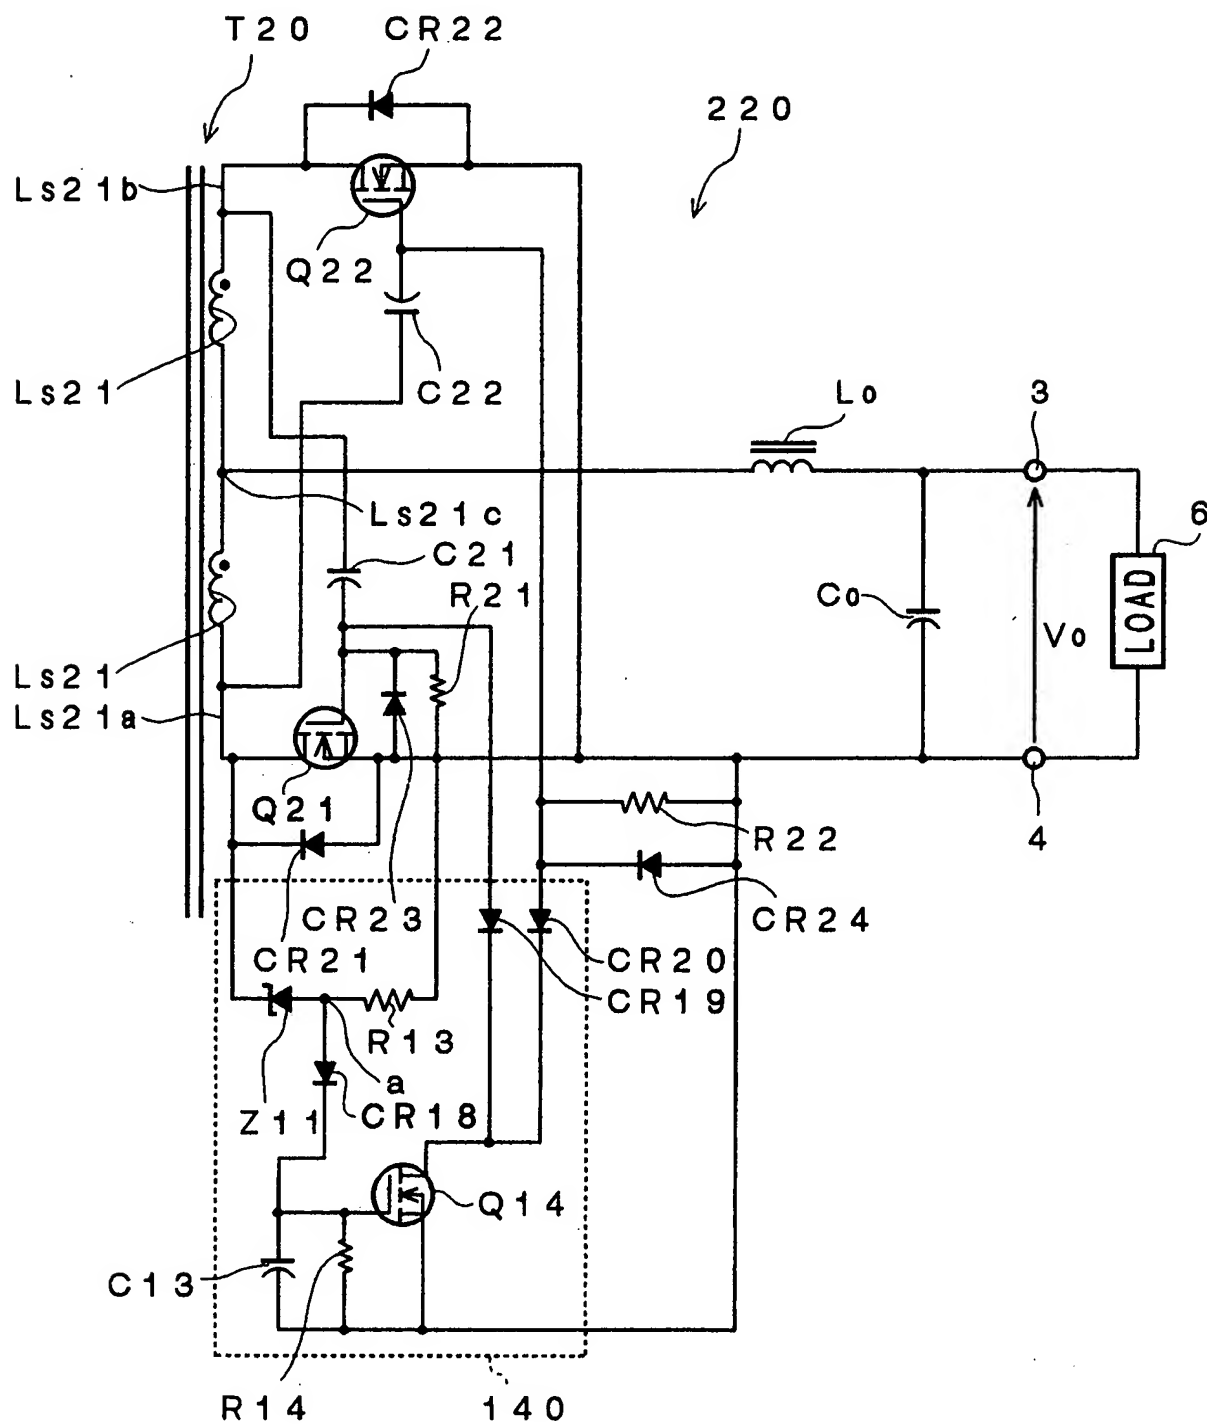 T20
CR22
220
Ls21b
Q22
Ls21
C22
Lo
3
Ls21c
C21
6
R21
Co
Vo
LOAD
Ls21
Ls21a
Q21
R22
4
CR23
CR24
CR21
CR20
CR19
R13
a
Z11
CR18
Q14
C13
R14
140